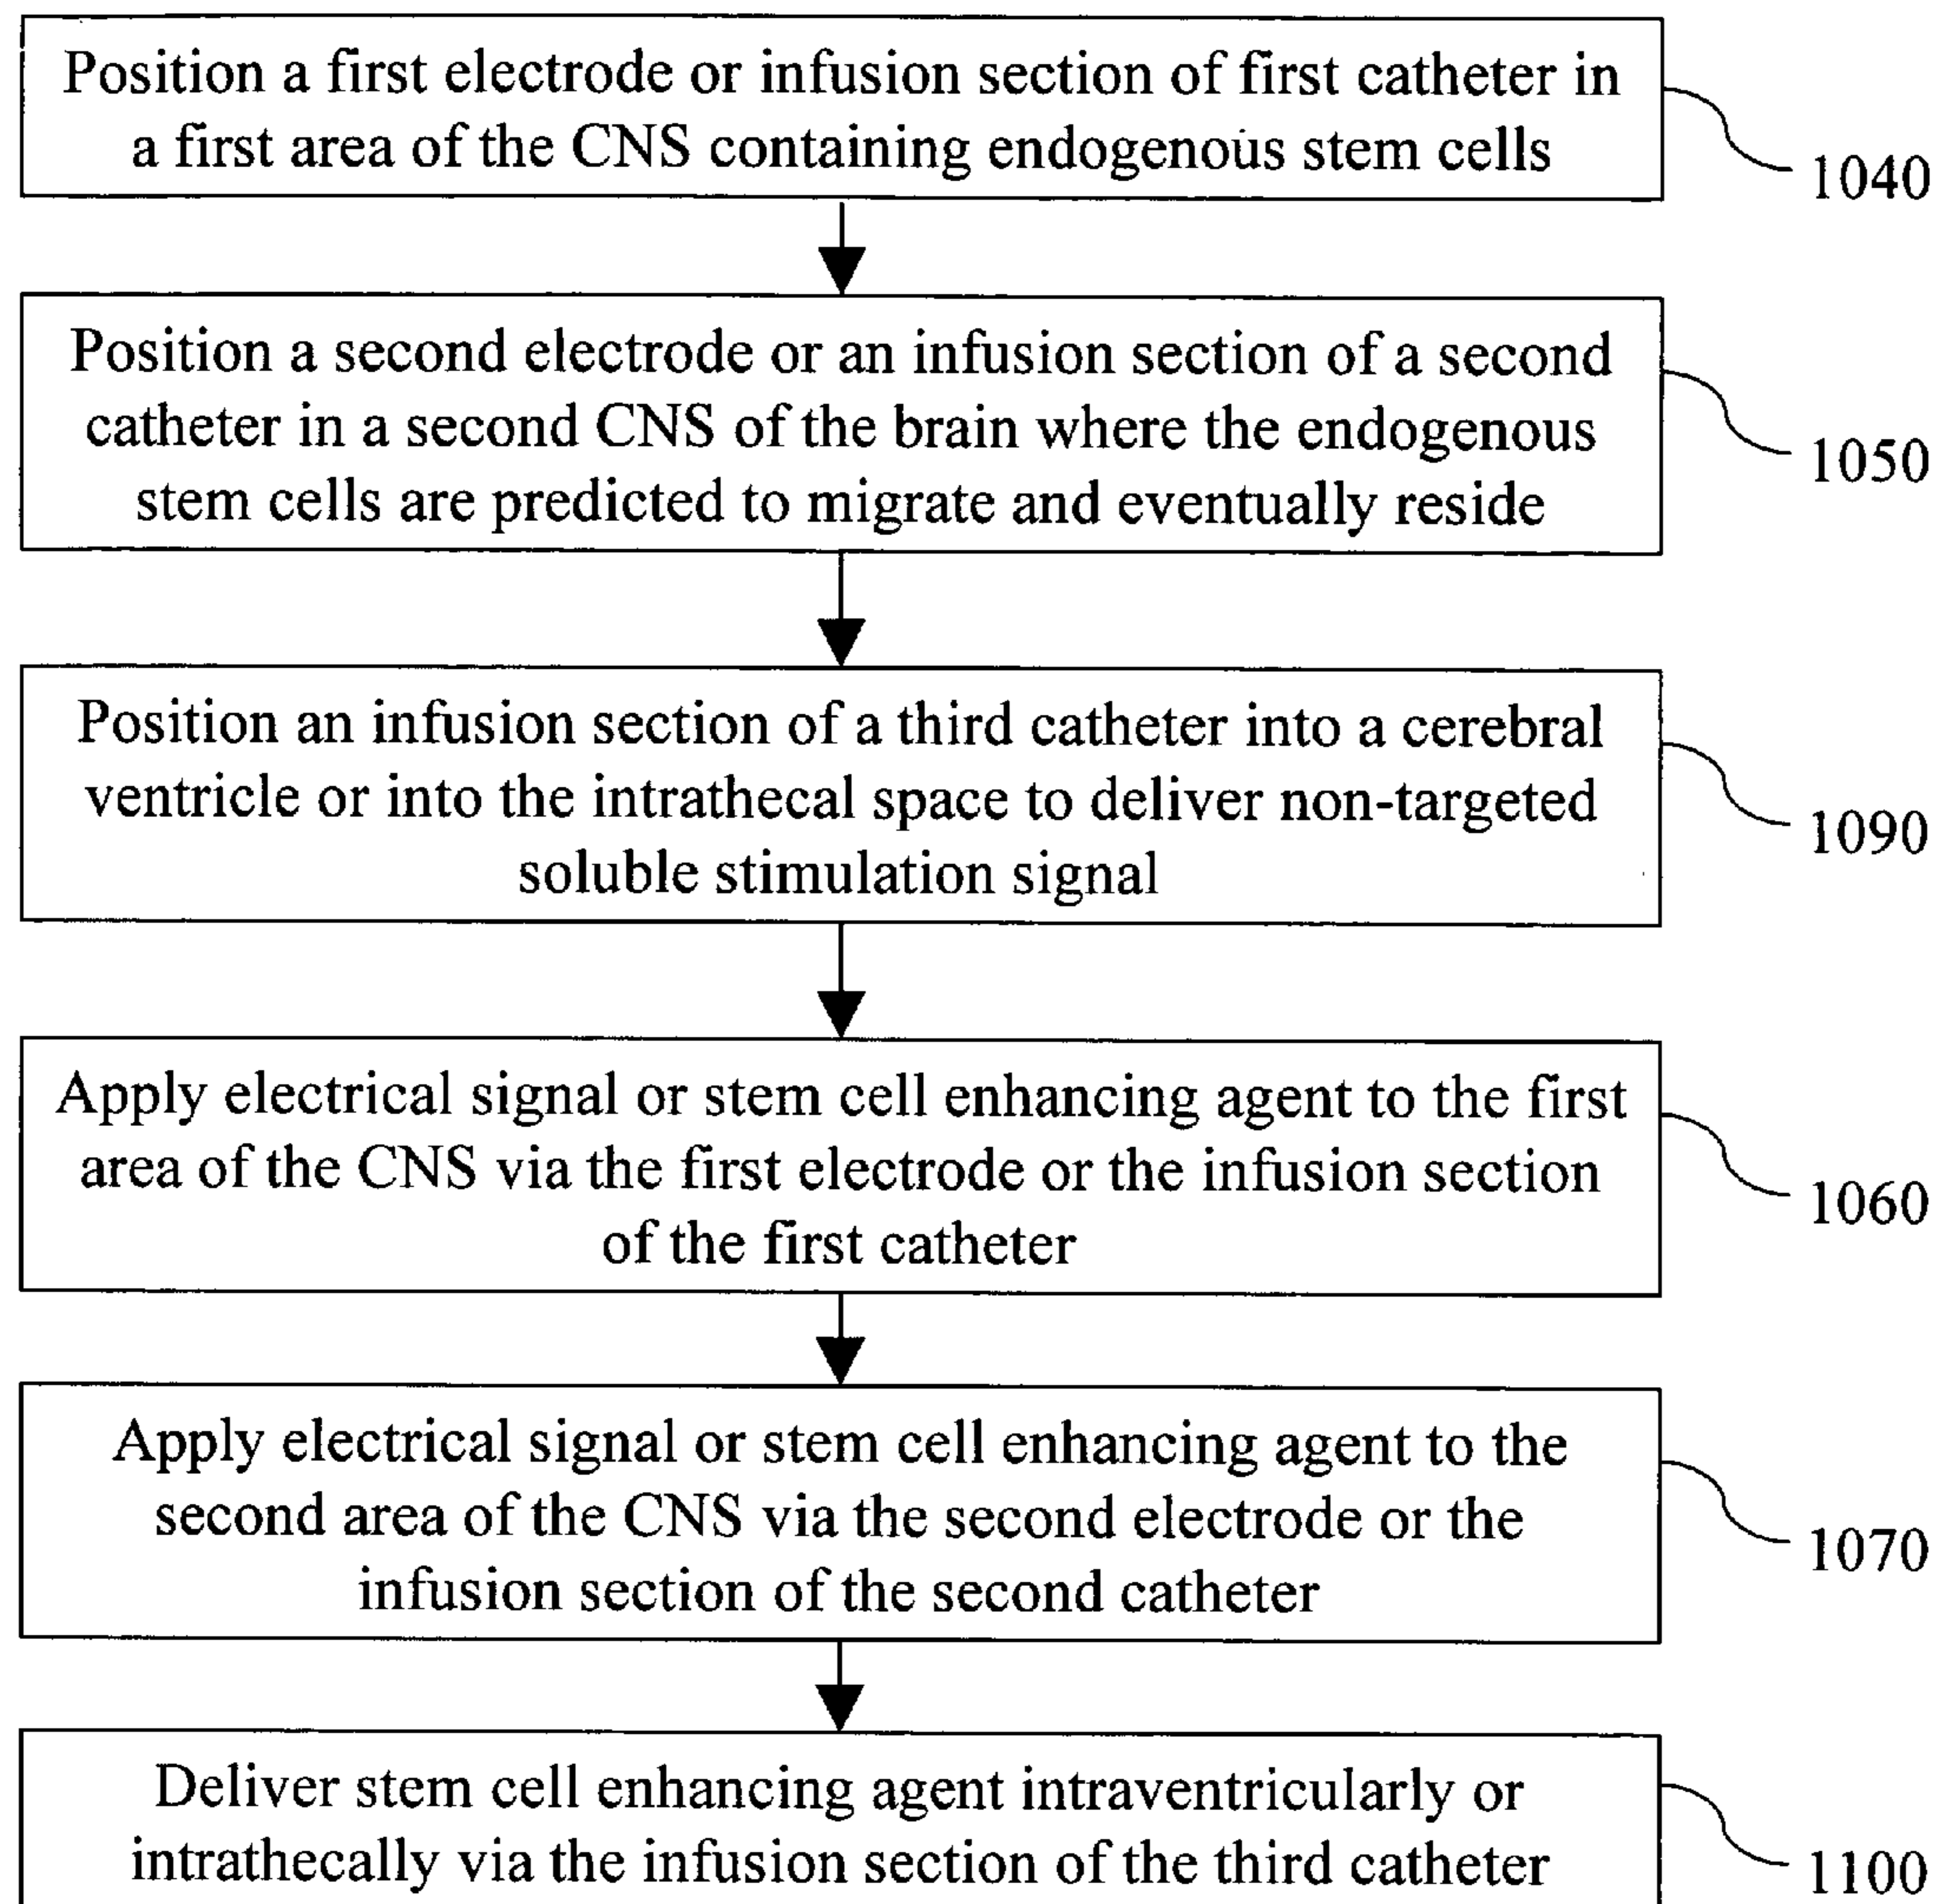 Position a first electrode or infusion section of first catheter in
a first area of the CNS containing endogenous stem cells
1040
Position a second electrode or an infusion section of a second
catheter in a second CNS of the brain where the endogenous
stem cells are predicted to migrate and eventually reside
1050
Position an infusion section of a third catheter into a cerebral
ventricle or into the intrathecal space to deliver non-targeted
soluble stimulation signal
1090
Apply electrical signal or stem cell enhancing agent to the first
area of the CNS via the first electrode or the infusion section
of the first catheter
1060
Apply electrical signal or stem cell enhancing agent to the
second area of the CNS via the second electrode or the
infusion section of the second catheter
1070
Deliver stem cell enhancing agent intraventricularly or
intrathecally via the infusion section of the third catheter
1100